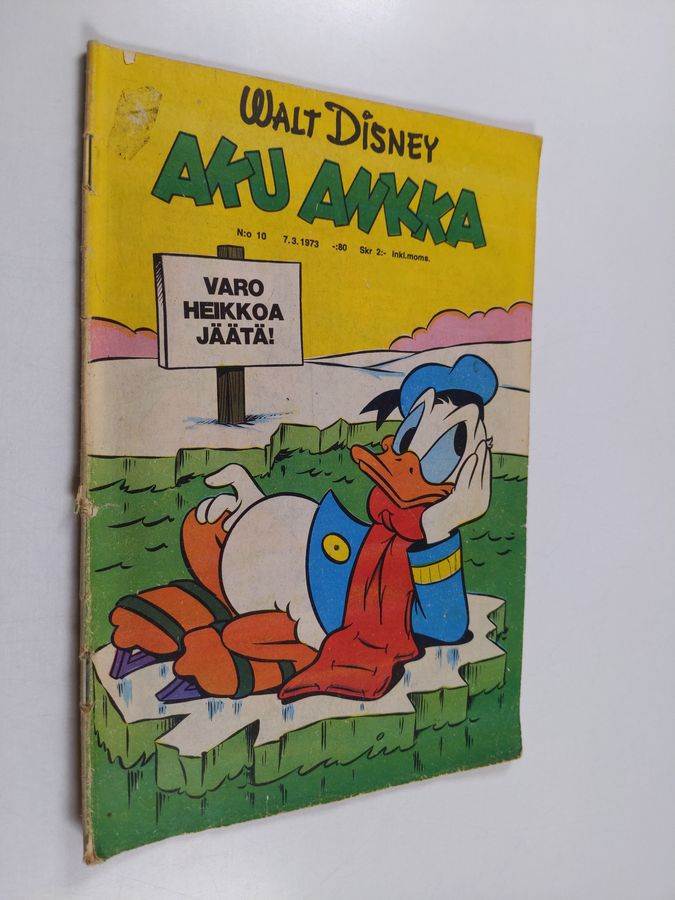 WALT DISNEY
AKU ANKKA
N:o 10 7.3.1973 -:80 Skr 2:- inkl.moms.
VARO
HEIKKOA
JÄÄTÄ!